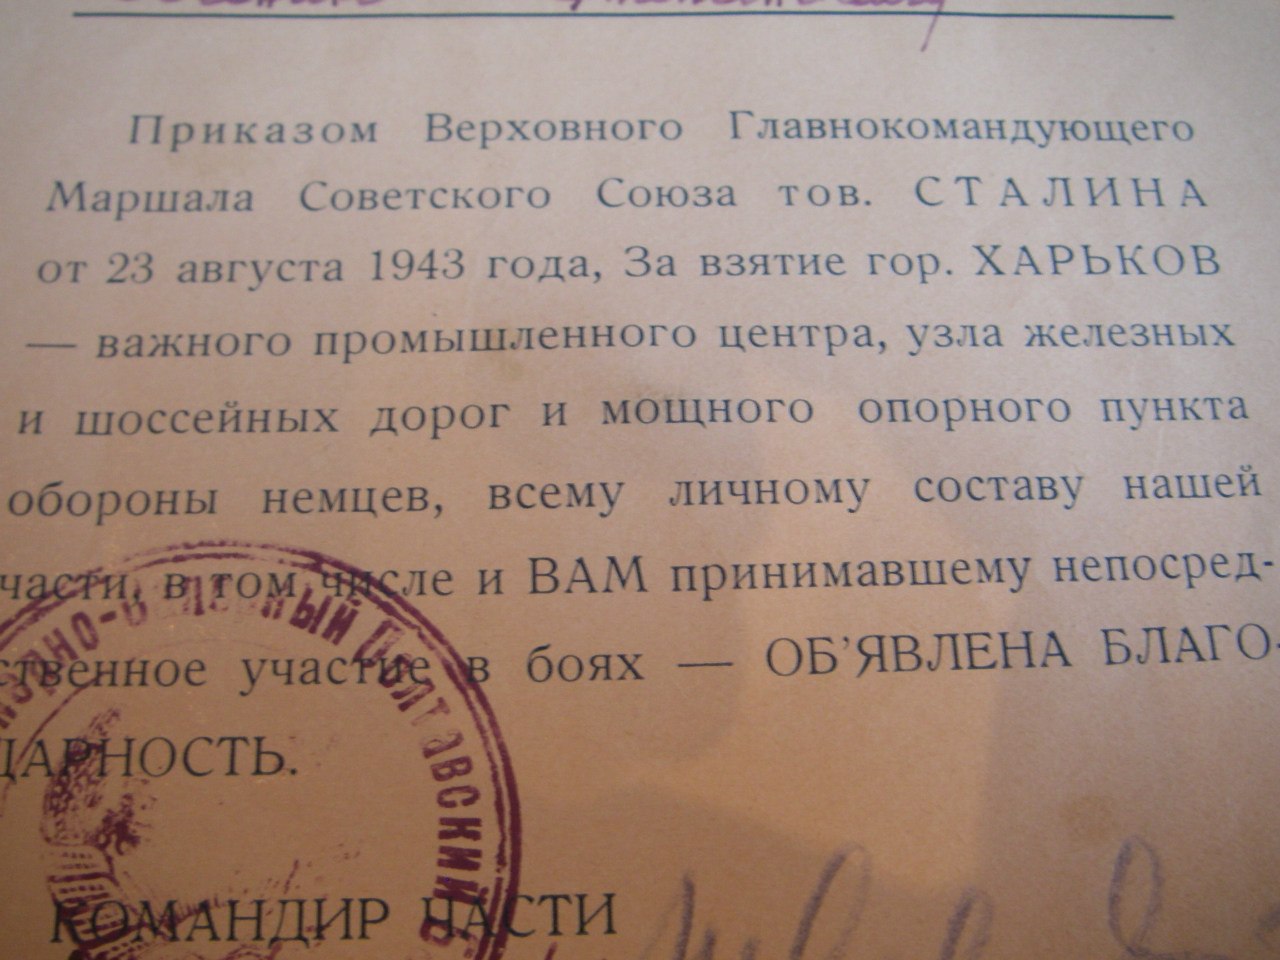 Приказом Верховного Главнокомандующего
Маршала Советского Союза тов. СТАЛИНА
от 23 августа 1943 года, За взятие гор. ХАРЬКОВ
— важного промышленного центра, узла железных
и шоссейных дорог и мощного опорного пункта
обороны немцев, всему личному составу нашей
части, в том числе и ВАМ принимавшему непосред-
ственное участие в боях — ОБ’ЯВЛЕНА БЛАГО-
ДАРНОСТЬ.
Полтавский
КОМАНДИР ЧАСТИ